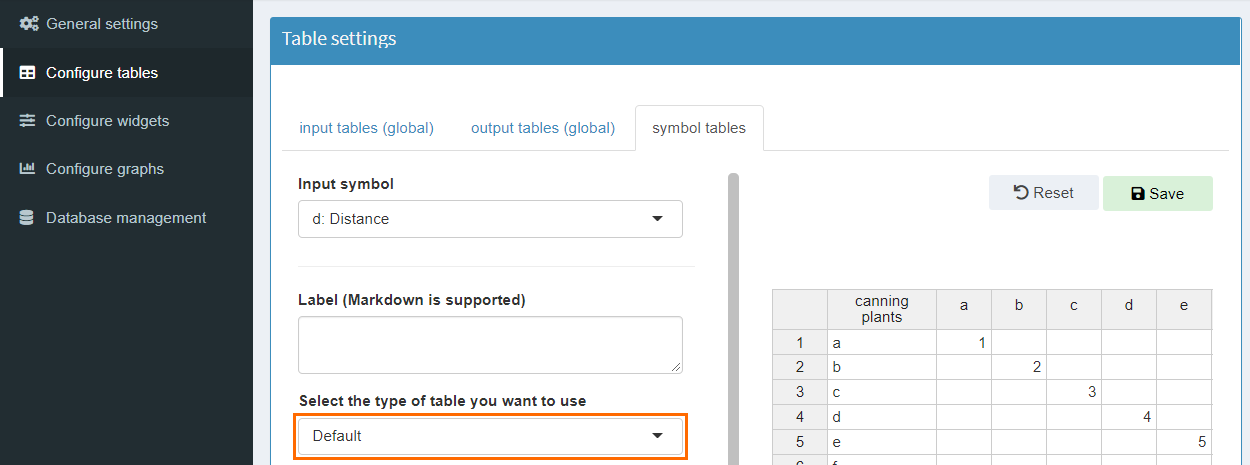 General settings
Configure tables
Configure widgets
Configure graphs
Database management
Table settings
input tables (global) output tables (global) symbol tables
Input symbol
d: Distance
Label (Markdown is supported)
Select the type of table you want to use
Default
Reset Save
canning plants a b c d e
1 a 1
2 b 2
3 c 3
4 d 4
5 e 5
6